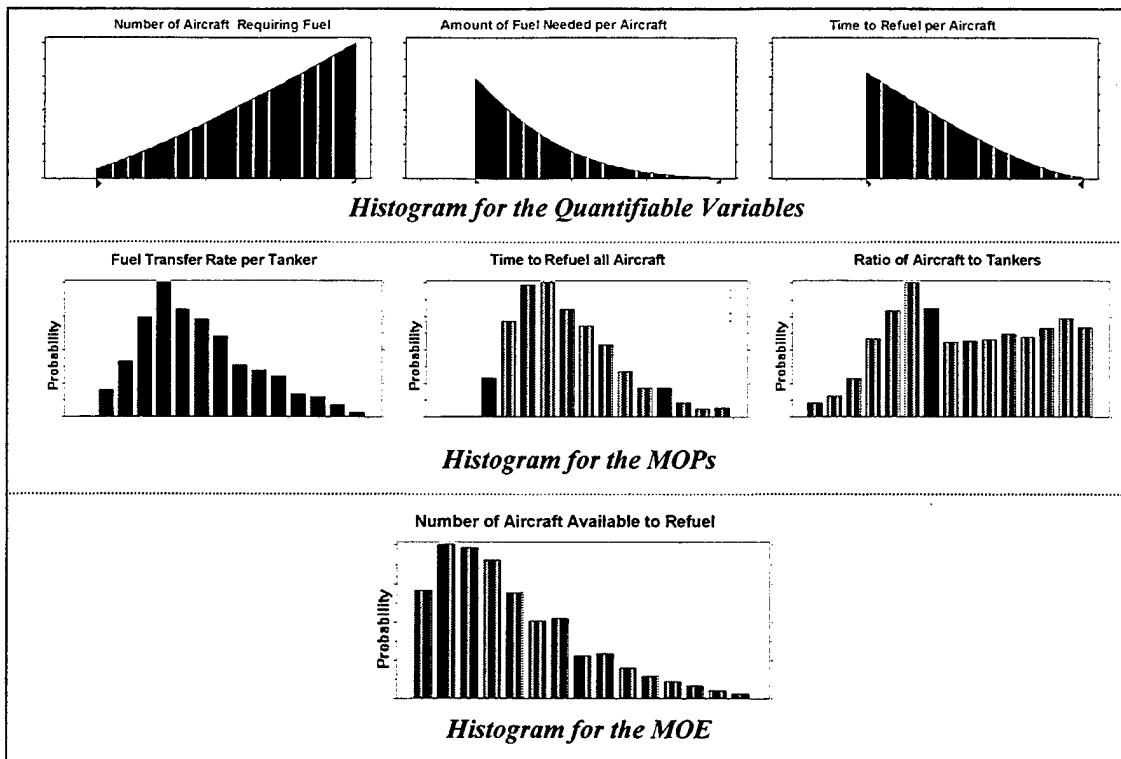 Number of Aircraft Requiring Fuel
Amount of Fuel Needed per Aircraft
Time to Refuel per Aircraft
Histogram for the Quantifiable Variables
Fuel Transfer Rate per Tanker
Time to Refuel all Aircraft
Ratio of Aircraft to Tankers
Probability
Probability
Probability
Histogram for the MOPs
Number of Aircraft Available to Refuel
Probability
Histogram for the MOE